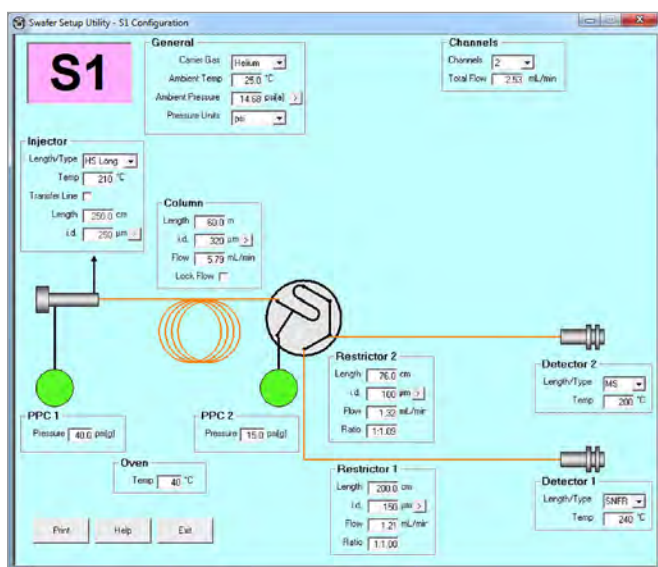 Swafer Setup Utility - S1 Configuration
S1
General
Carrier Gas Helium
Ambient Temp 25.0 °C
Ambient Pressure 14.68 psi(a) >
Pressure Units psi
Channels
Channels 2
Total Flow 2.53 mL/min
Injector
Length/Type HS Long
Temp 210 °C
Transfer Line
Length 250.0 cm
i.d. 250 µm >
Column
Length 60.0 m
i.d. 320 µm >
Flow 5.79 mL/min
Lock Flow
Restrictor 2
Length 76.0 cm
i.d. 100 µm >
Flow 1.32 mL/min
Ratio 1:1.09
Detector 2
Length/Type MS
Temp 200 °C
PPC 1
Pressure 40.0 psi(g)
PPC 2
Pressure 15.0 psi(g)
Oven
Temp 40 °C
Restrictor 1
Length 200.0 cm
i.d. 150 µm >
Flow 1.21 mL/min
Ratio 1:1.00
Detector 1
Length/Type SNFR
Temp 240 °C
Print Help Exit